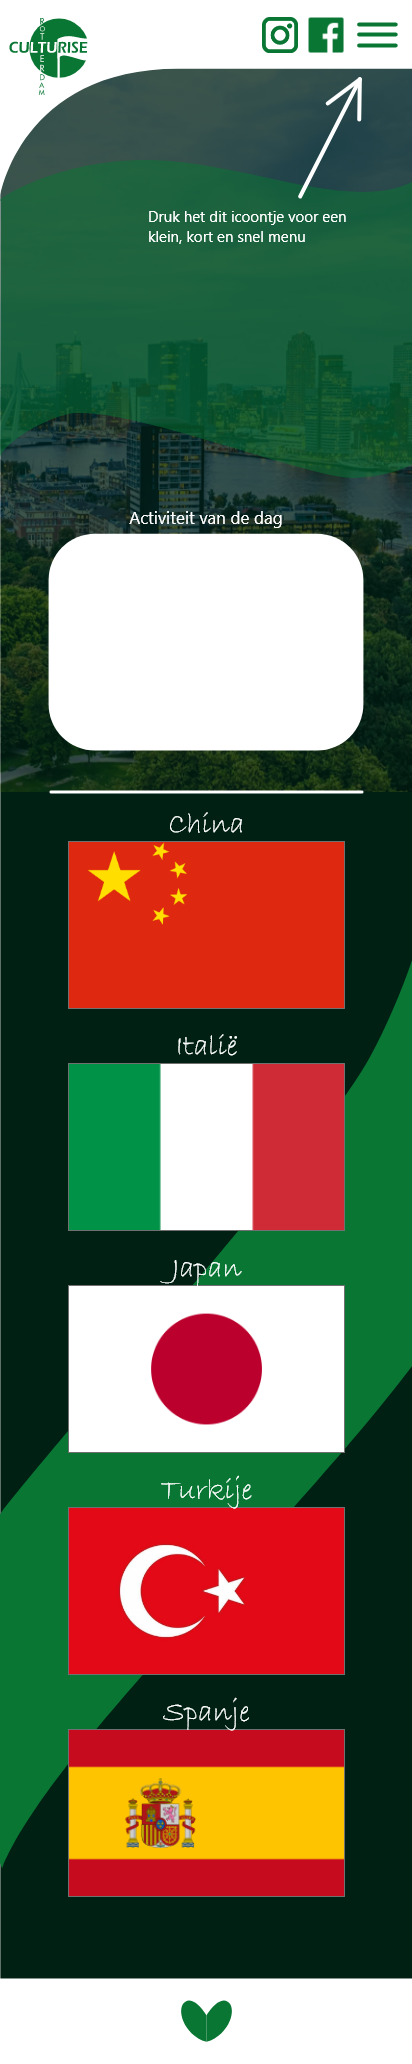 ROTTERDAM
CULTURISE
Druk het dit icoontje voor een
klein, kort en snel menu
Activiteit van de dag
China
Italië
Japan
Turkije
Spanje